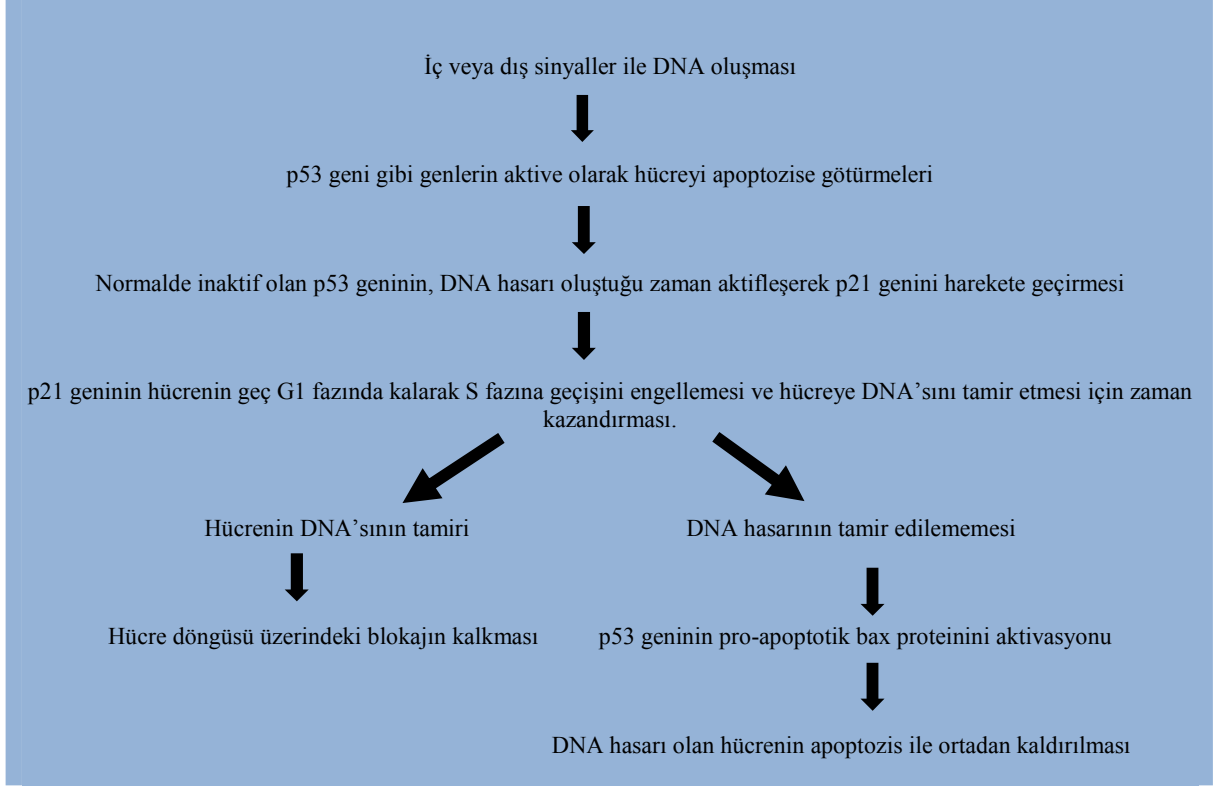 İç veya dış sinyaller ile DNA oluşması
p53 geni gibi genlerin aktive olarak hücreyi apoptozise götürmeleri
Normalde inaktif olan p53 geninin, DNA hasarı oluştuğu zaman aktifleşerek p21 genini harekete geçirmesi
p21 geninin hücrenin geç G1 fazında kalarak S fazına geçişini engellemesi ve hücreye DNA’sını tamir etmesi için zaman
kazandırması.
Hücrenin DNA’sının tamiri
Hücre döngüsü üzerindeki blokajın kalkması
DNA hasarının tamir edilememesi
p53 geninin pro-apoptotik bax proteinini aktivasyonu
DNA hasarı olan hücrenin apoptozis ile ortadan kaldırılması